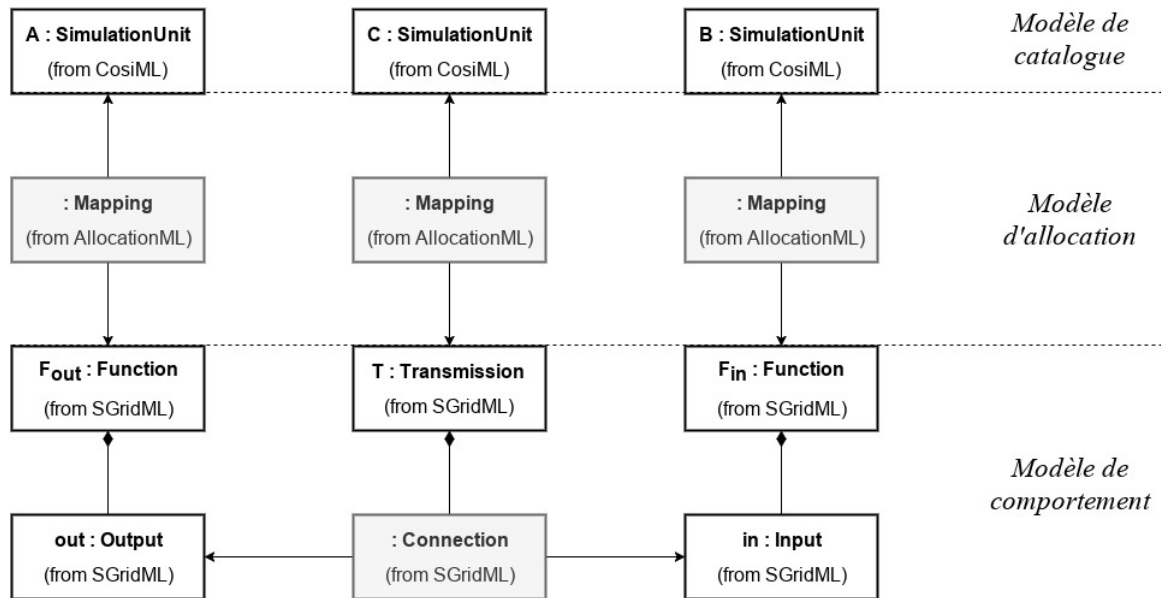 A : SimulationUnit
(from CosiML)
C : SimulationUnit
(from CosiML)
B : SimulationUnit
(from CosiML)
Modèle de
catalogue
: Mapping
(from AllocationML)
: Mapping
(from AllocationML)
: Mapping
(from AllocationML)
Modèle
d'allocation
Fout : Function
(from SGridML)
T : Transmission
(from SGridML)
Fin : Function
(from SGridML)
Modèle de
comportement
out : Output
(from SGridML)
: Connection
(from SGridML)
in : Input
(from SGridML)